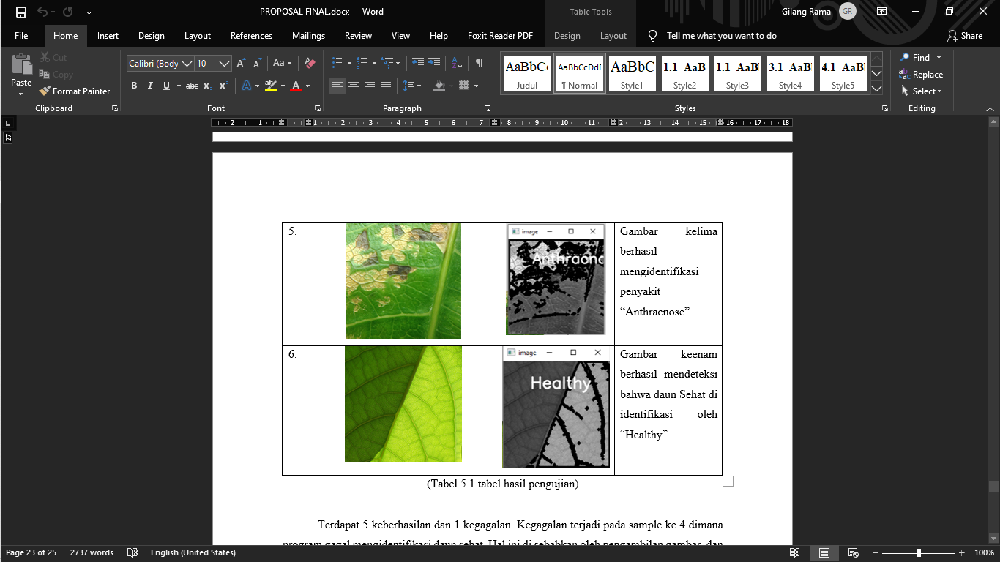 PROPOSAL FINAL.docx - Word
Table Tools
Gilang Rama
GR
File
Home
Insert
Design
Layout
References
Mailings
Review
View
Help
Foxit Reader PDF
Design
Layout
Tell me what you want to do
Share
Paste
Cut
Copy
Format Painter
Clipboard
Calibri (Body
10
Font
Paragraph
AaBbCc
Judul
AaBbCcDdE
¶ Normal
AaBbC
Style1
1.1 AaB
Style2
1.1 AaB
Style3
3.1 AaB
Style4
4.1 AaB
Style5
Styles
Find
Replace
Select
Editing
2 1 1 2 3 4 5 6 7 8 9 10 11 2 13 14 15 16 17 18
27
5.
image
Anthracno
Gambar kelima
berhasil
mengidentifikasi
penyakit
“Anthracnose”
6.
image
Healthy
Gambar keenam
berhasil mendeteksi
bahwa daun Sehat di
identifikasi oleh
“Healthy”
(Tabel 5.1 tabel hasil pengujian)
Terdapat 5 keberhasilan dan 1 kegagalan. Kegagalan terjadi pada sample ke 4 dimana
program gagal mengidentifikasi daun sehat. Hal ini di sebabkan oleh pengambilan gambar, dan
Page 23 of 25
2737 words
English (United States)
100%